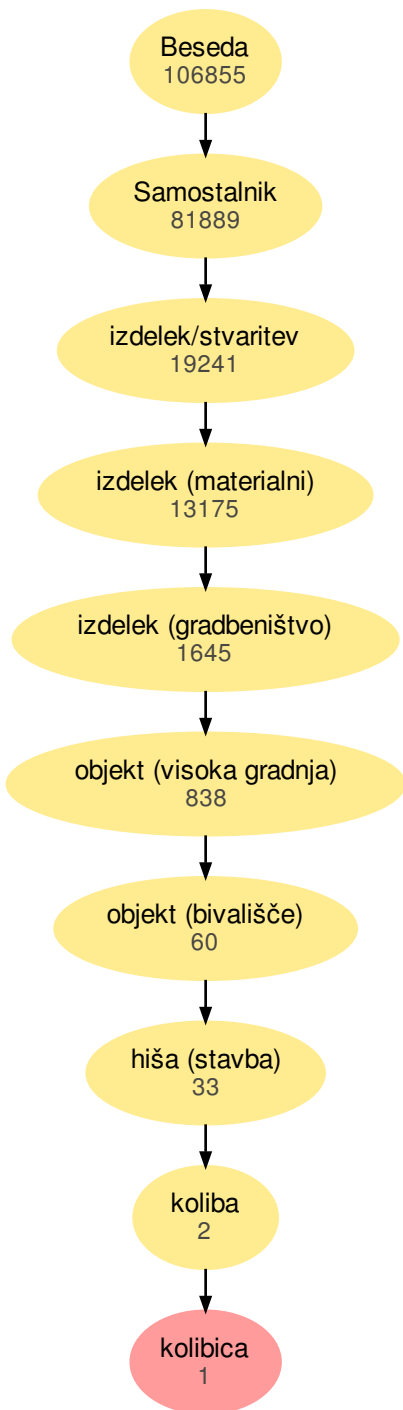 Beseda
106855
Samostalnik
81889
izdelek/stvaritev
19241
izdelek (materialni)
13175
izdelek (gradbeništvo)
1645
objekt (visoka gradnja)
838
objekt (bivališče)
60
hiša (stavba)
33
koliba
2
kolibica
1